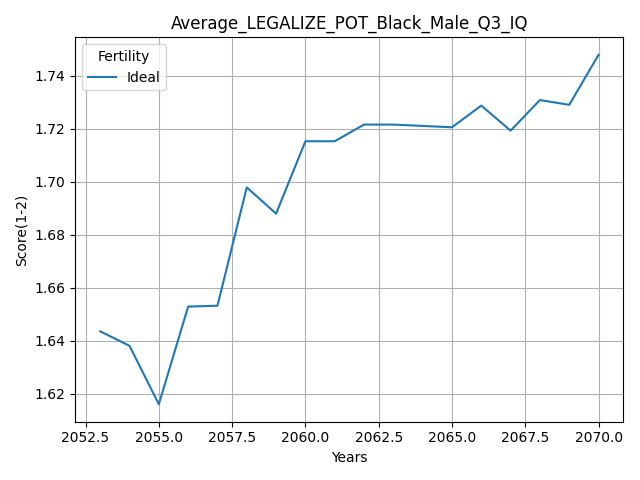 Average_LEGALIZE_POT_Black_Male_Q3_IQ
Fertility
Ideal
Score(1-2)
1.74
1.72
1.70
1.68
1.66
1.64
1.62
2052.5 2055.0 2057.5 2060.0 2062.5 2065.0 2067.5 2070.0
Years